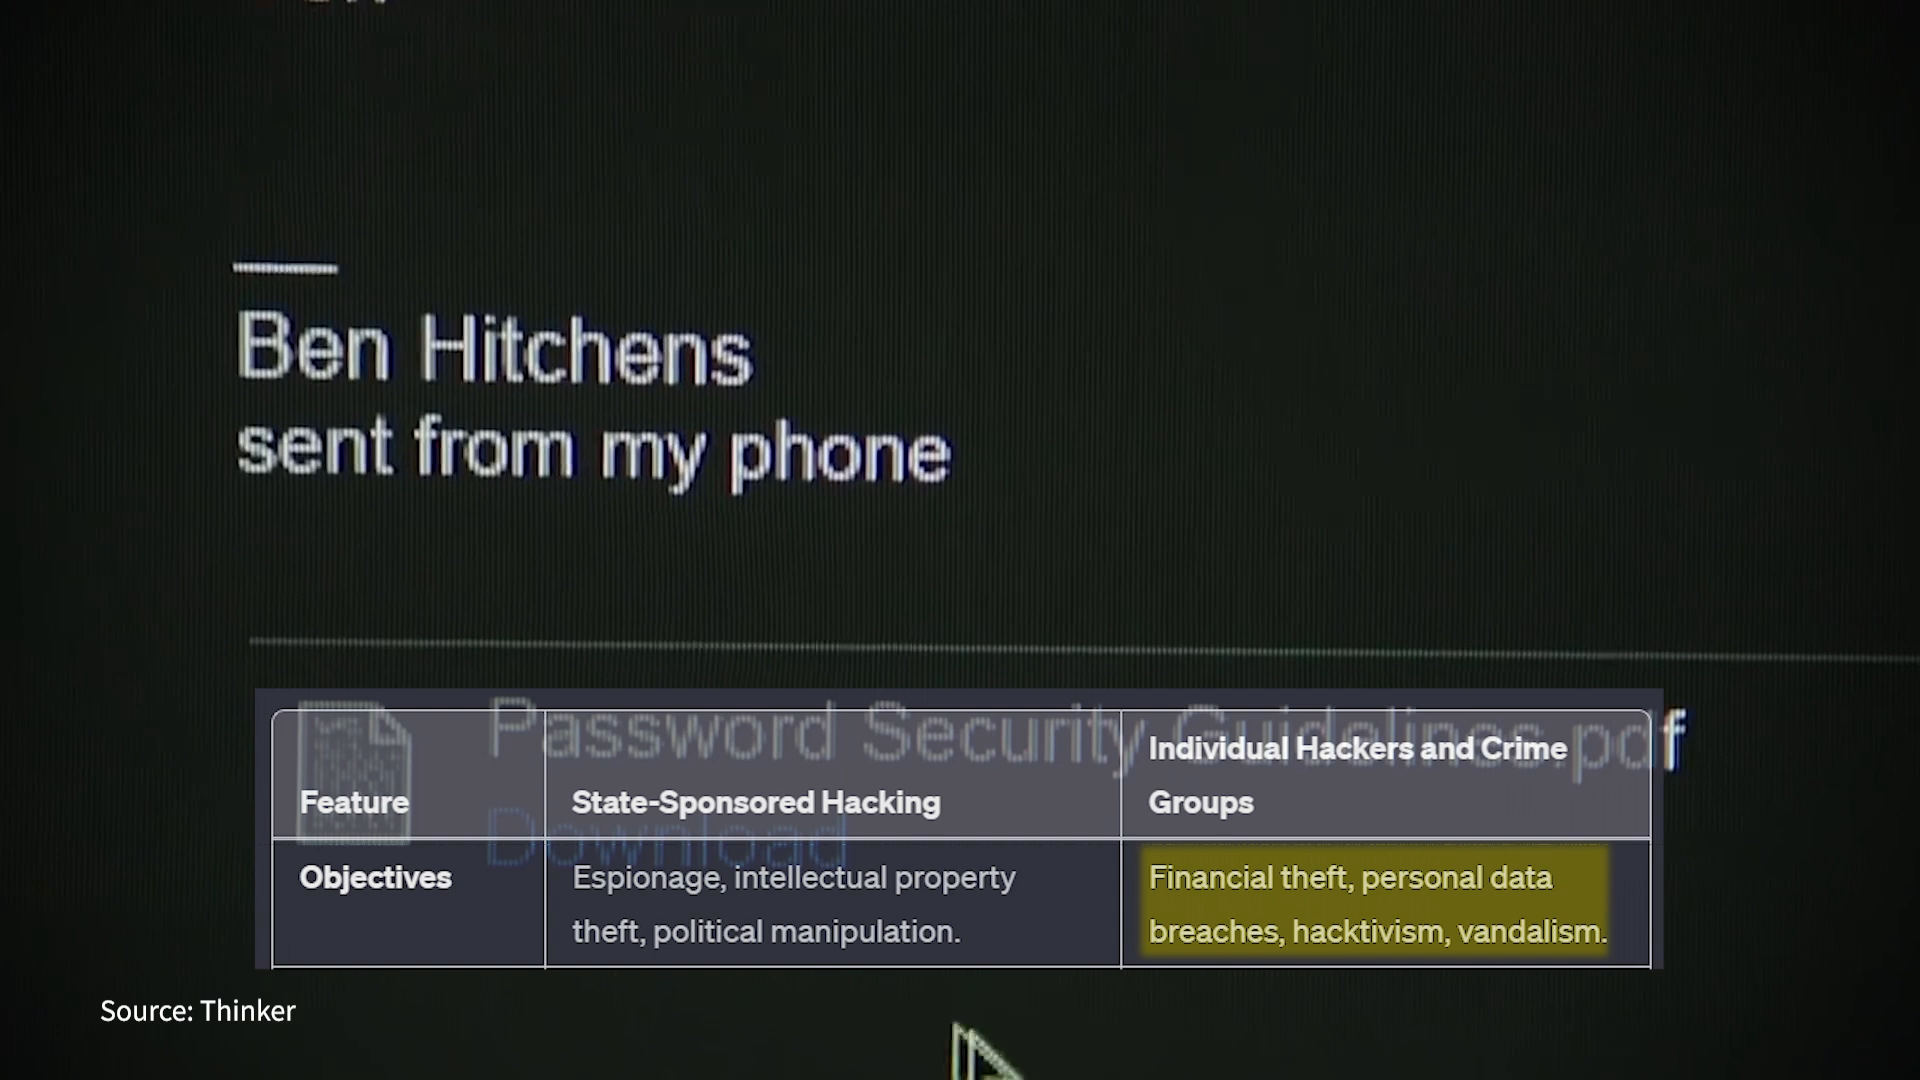 Ben Hitchens
sent from my phone
Password Security Guidelines.pdf
Download
Feature
State-Sponsored Hacking
Individual Hackers and Crime
Groups
Objectives
Espionage, intellectual property
theft, political manipulation.
Financial theft, personal data
breaches, hacktivism, vandalism.
Source: Thinker